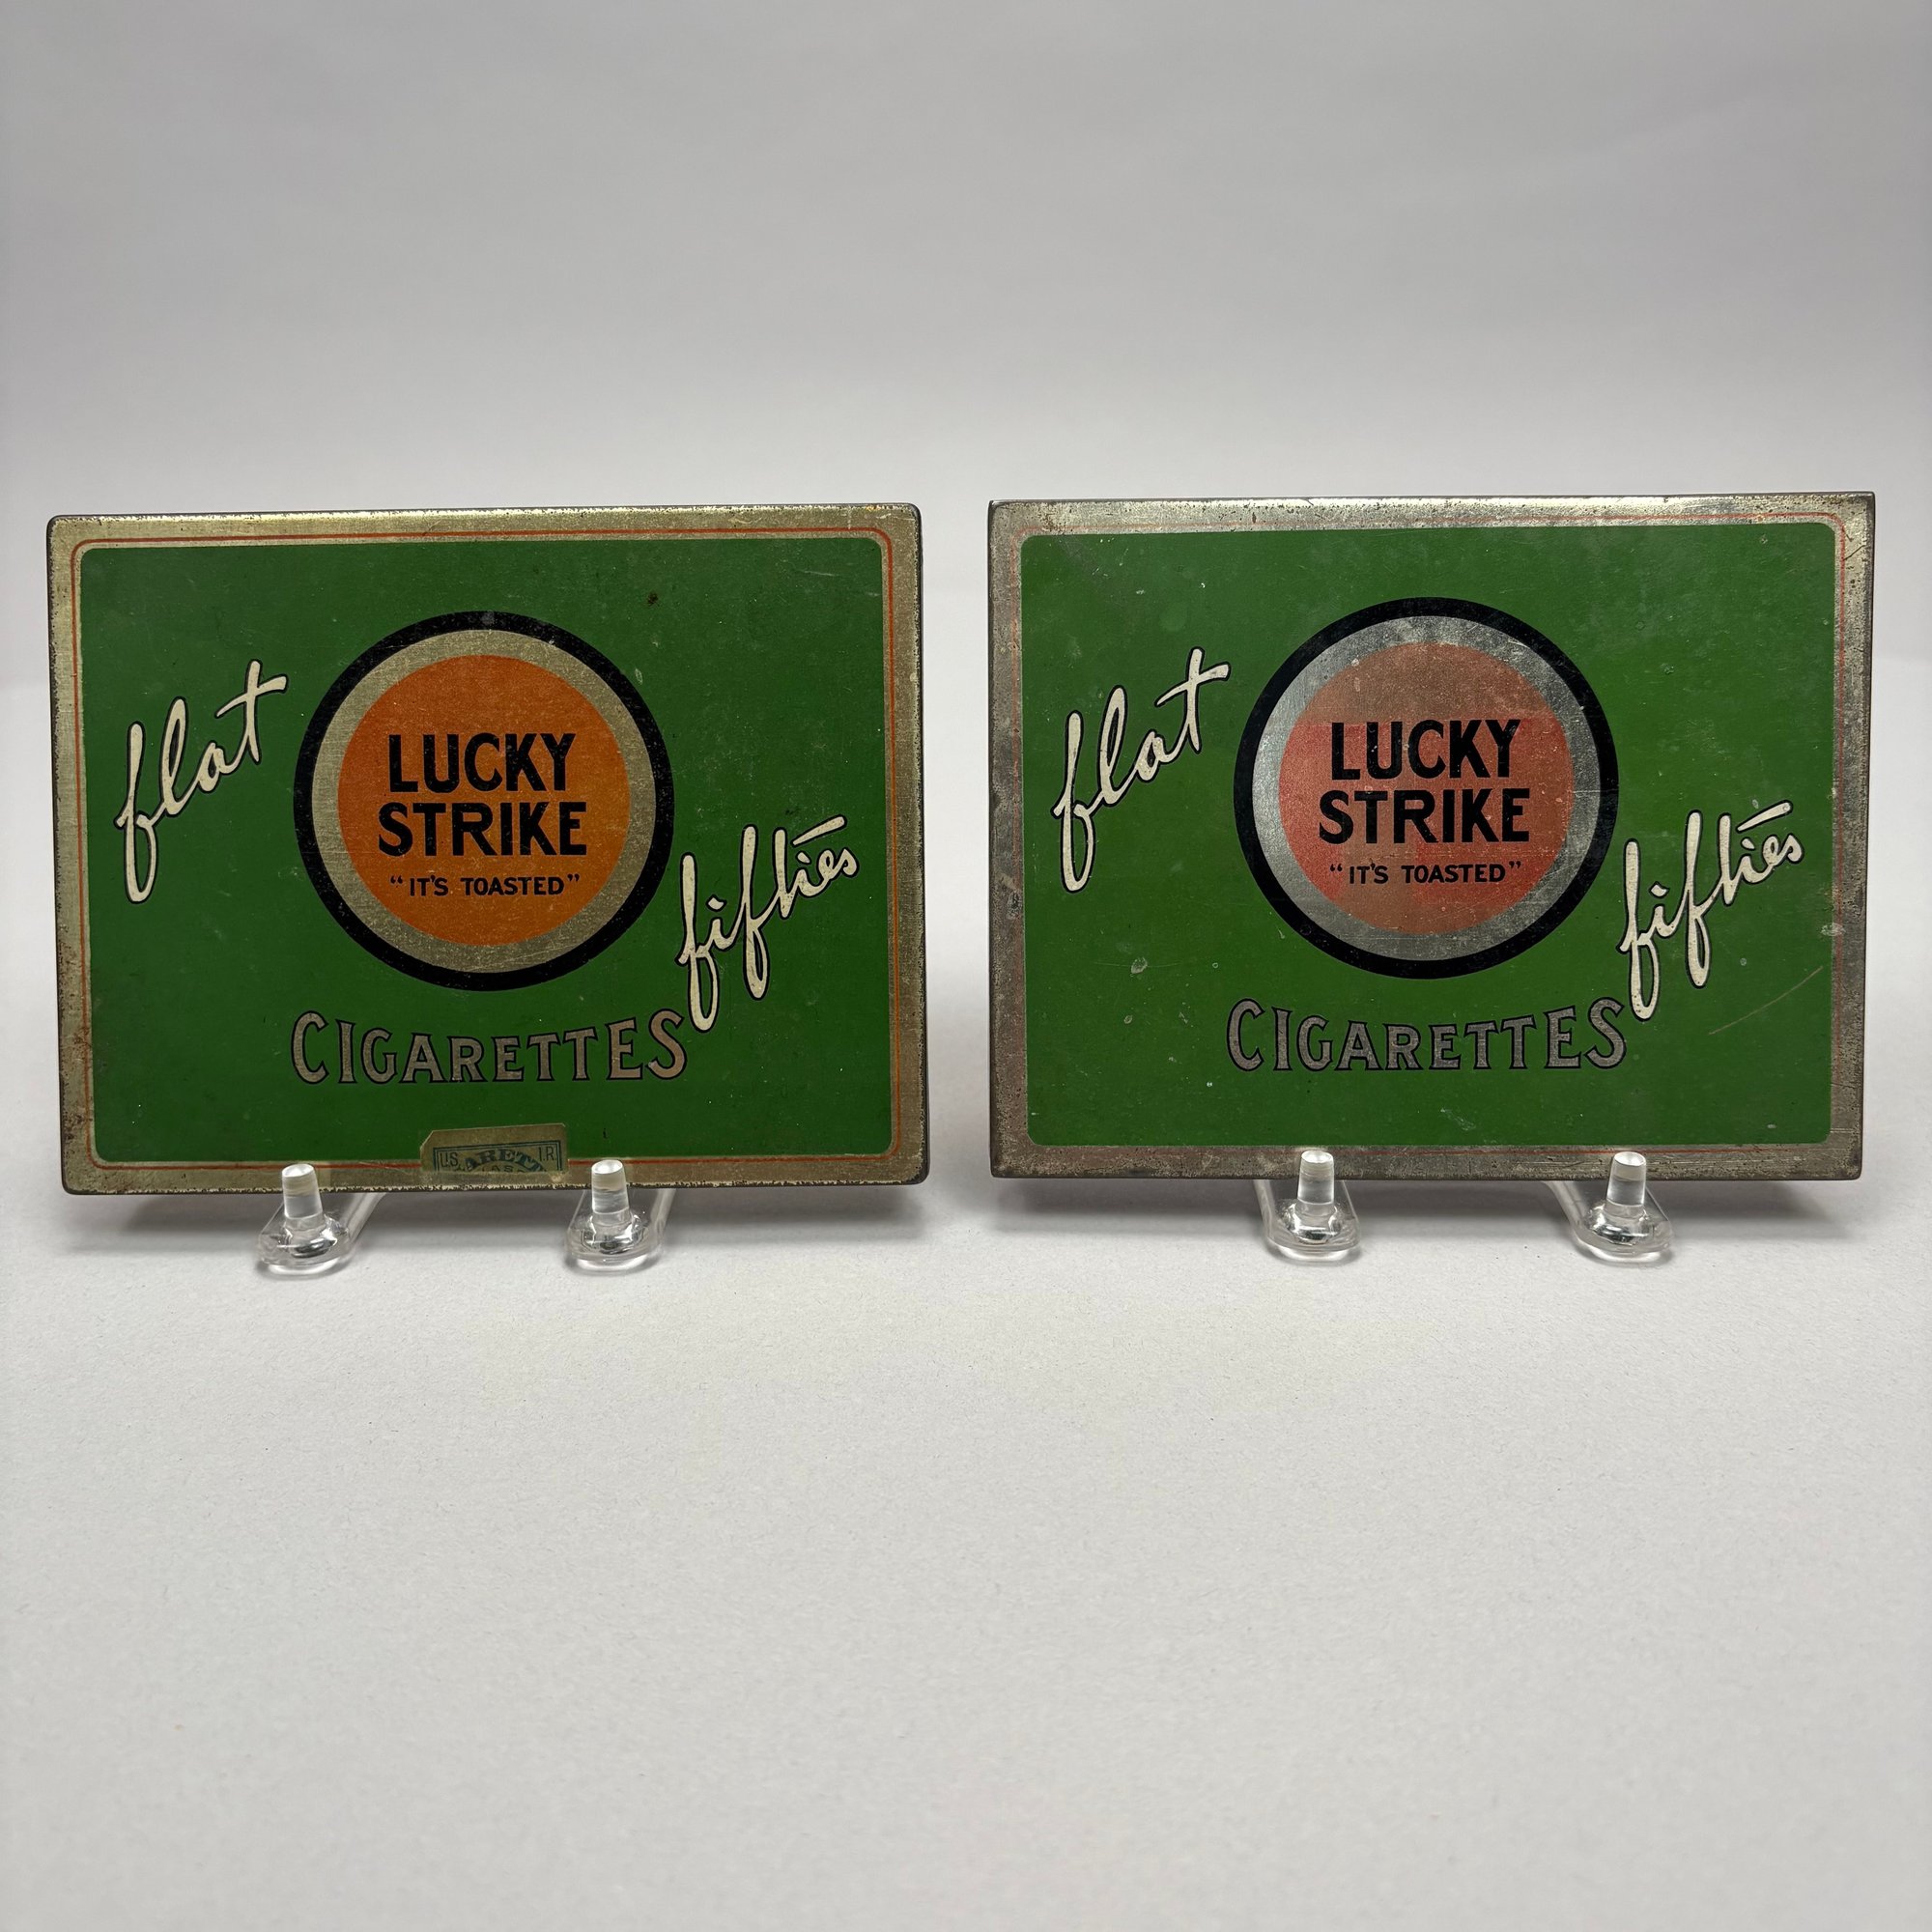 flat
LUCKY
STRIKE
"IT'S TOASTED"
fifties
CIGARETTES
U.S. I.R.
flat
LUCKY
STRIKE
"IT'S TOASTED"
fifties
CIGARETTES